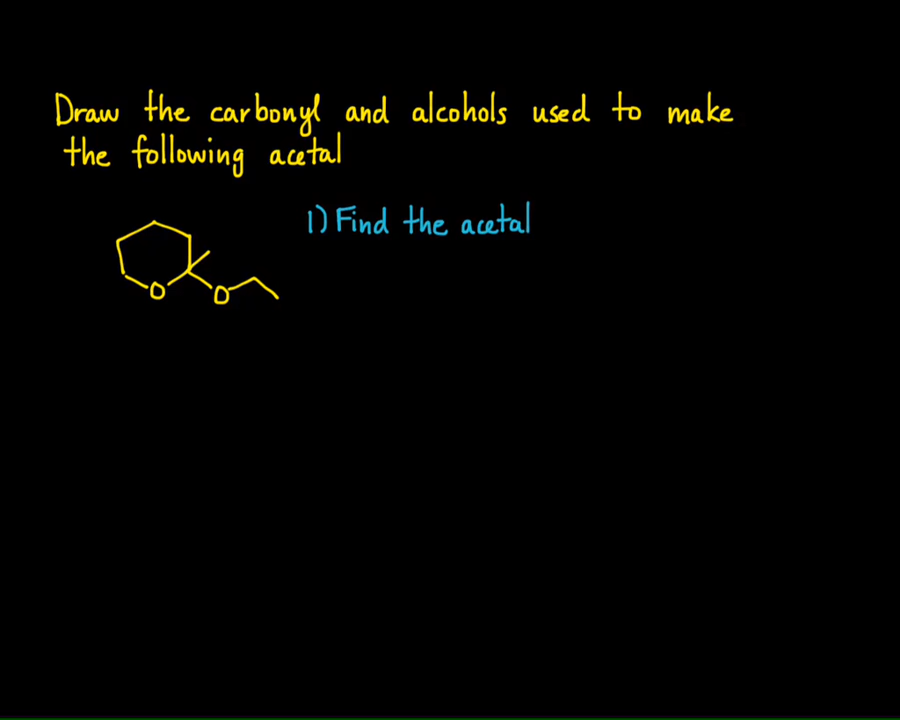 Draw the carbonyl and alcohols used to make
the following acetal
1) Find the acetal
O
O